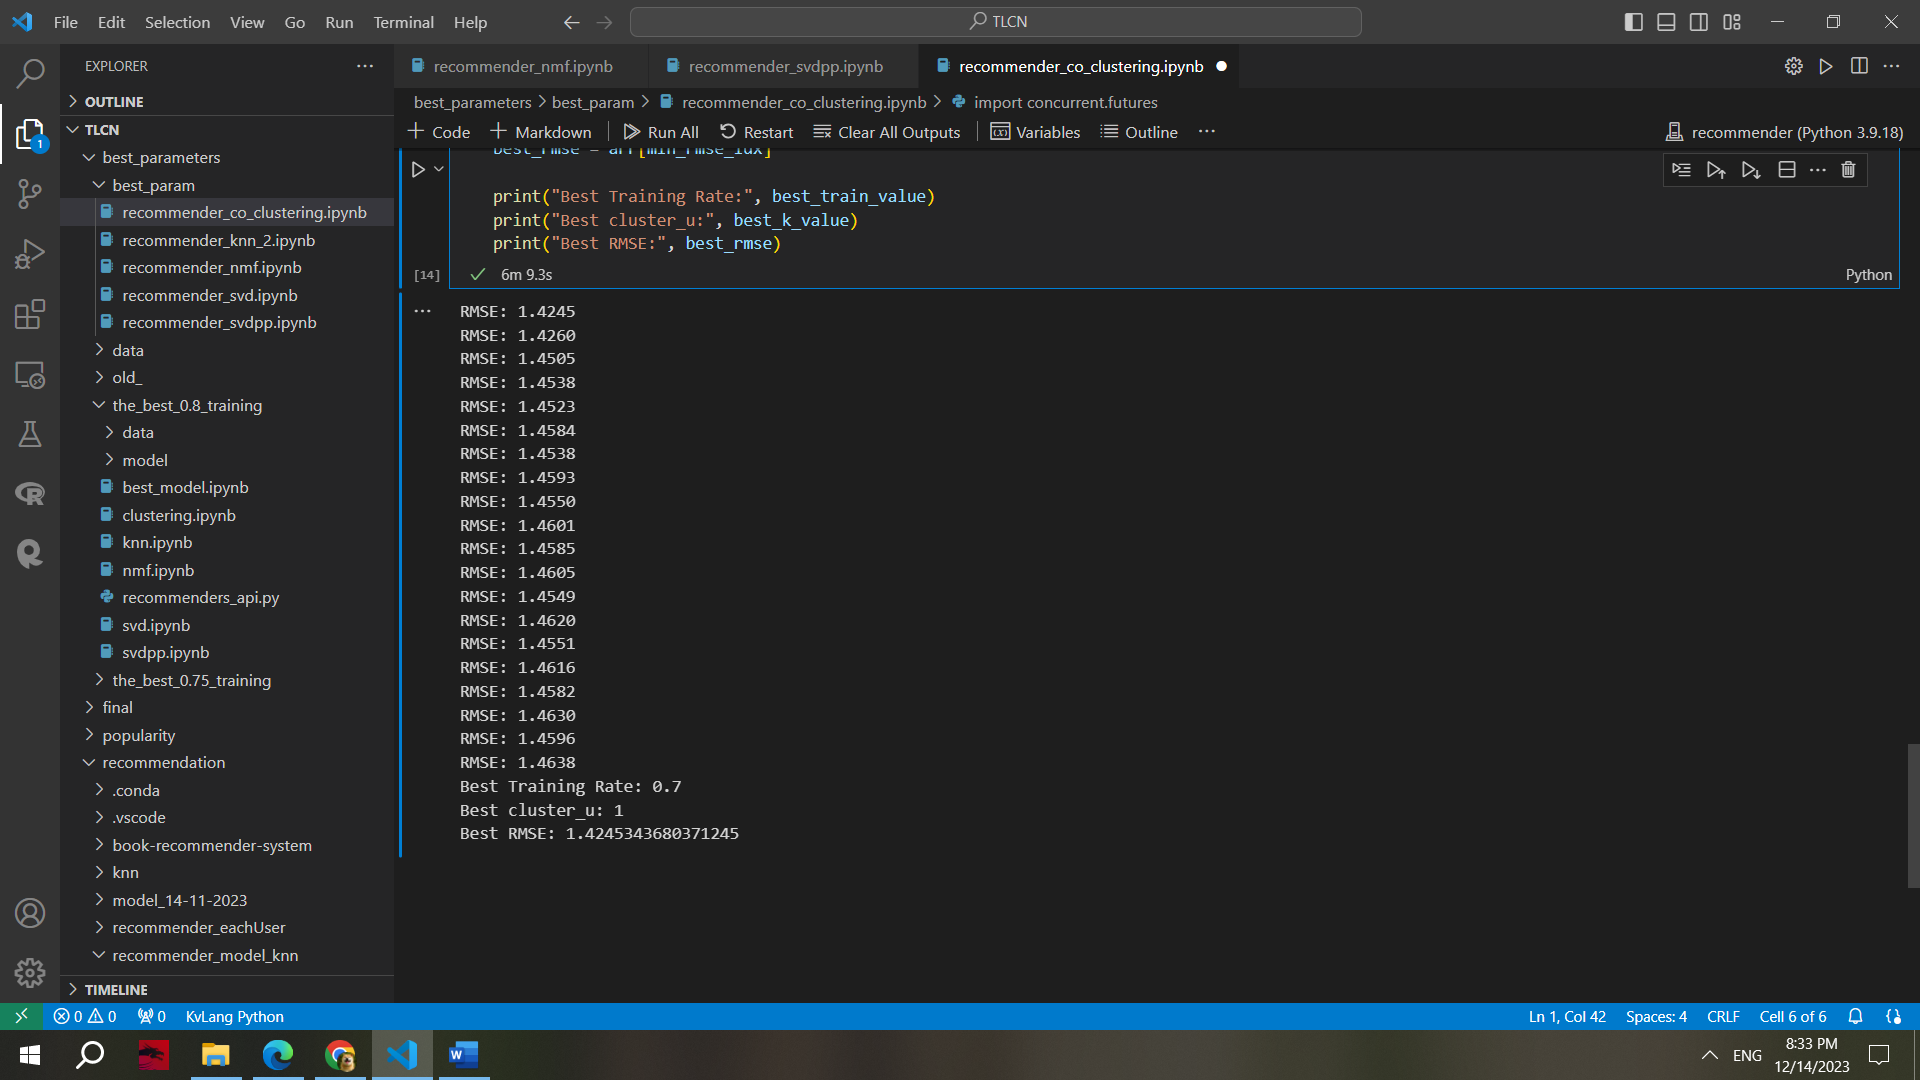 File Edit Selection View Go Run Terminal Help
TLCN
EXPLORER
OUTLINE
TLCN
best_parameters
best_param
recommender_co_clustering.ipynb
recommender_knn_2.ipynb
recommender_nmf.ipynb
recommender_svd.ipynb
recommender_svdpp.ipynb
data
old_
the_best_0.8_training
data
model
best_model.ipynb
clustering.ipynb
knn.ipynb
nmf.ipynb
recommenders_api.py
svd.ipynb
svdpp.ipynb
the_best_0.75_training
final
popularity
recommendation
.conda
.vscode
book-recommender-system
knn
model_14-11-2023
recommender_eachUser
recommender_model_knn
TIMELINE
1
recommender_nmf.ipynb recommender_svdpp.ipynb recommender_co_clustering.ipynb
best_parameters > best_param > recommender_co_clustering.ipynb > import concurrent.futures
+ Code + Markdown Run All Restart Clear All Outputs Variables Outline ...
recommender (Python 3.9.18)
best_rmse = arr[min_rmse_idx]
print("Best Training Rate:", best_train_value)
print("Best cluster_u:", best_k_value)
print("Best RMSE:", best_rmse)
[14] 6m 9.3s Python
RMSE: 1.4245
RMSE: 1.4260
RMSE: 1.4505
RMSE: 1.4538
RMSE: 1.4523
RMSE: 1.4584
RMSE: 1.4538
RMSE: 1.4593
RMSE: 1.4550
RMSE: 1.4601
RMSE: 1.4585
RMSE: 1.4605
RMSE: 1.4549
RMSE: 1.4620
RMSE: 1.4551
RMSE: 1.4616
RMSE: 1.4582
RMSE: 1.4630
RMSE: 1.4596
RMSE: 1.4638
Best Training Rate: 0.7
Best cluster_u: 1
Best RMSE: 1.4245343680371245
0 0 0 KvLang Python Ln 1, Col 42 Spaces: 4 CRLF Cell 6 of 6
ENG
8:33 PM
12/14/2023